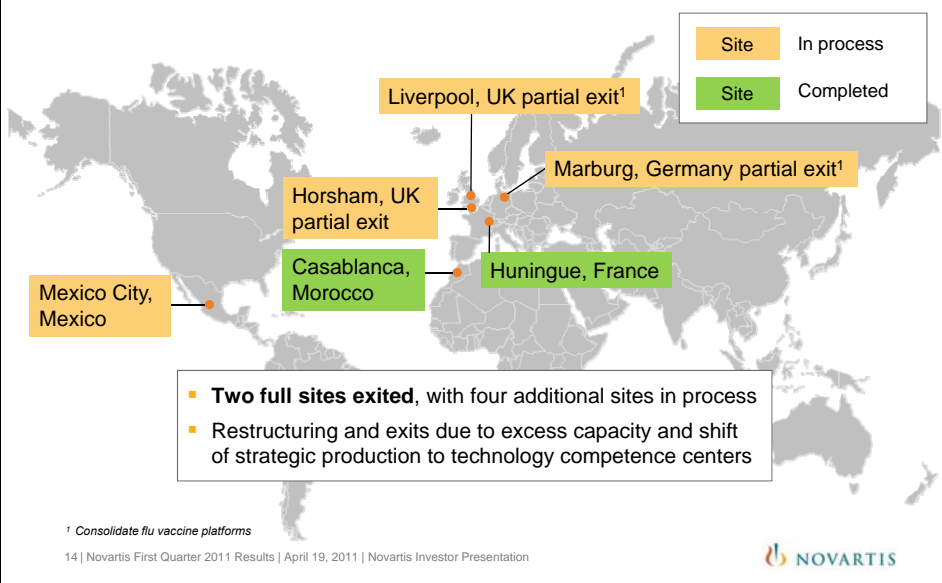 Site In process
Site Completed
Liverpool, UK partial exit¹
Marburg, Germany partial exit¹
Horsham, UK
partial exit
Casablanca,
Morocco
Huningue, France
Mexico City,
Mexico
▪ Two full sites exited, with four additional sites in process
▪ Restructuring and exits due to excess capacity and shift
of strategic production to technology competence centers
¹ Consolidate flu vaccine platforms
14 | Novartis First Quarter 2011 Results | April 19, 2011 | Novartis Investor Presentation
NOVARTIS